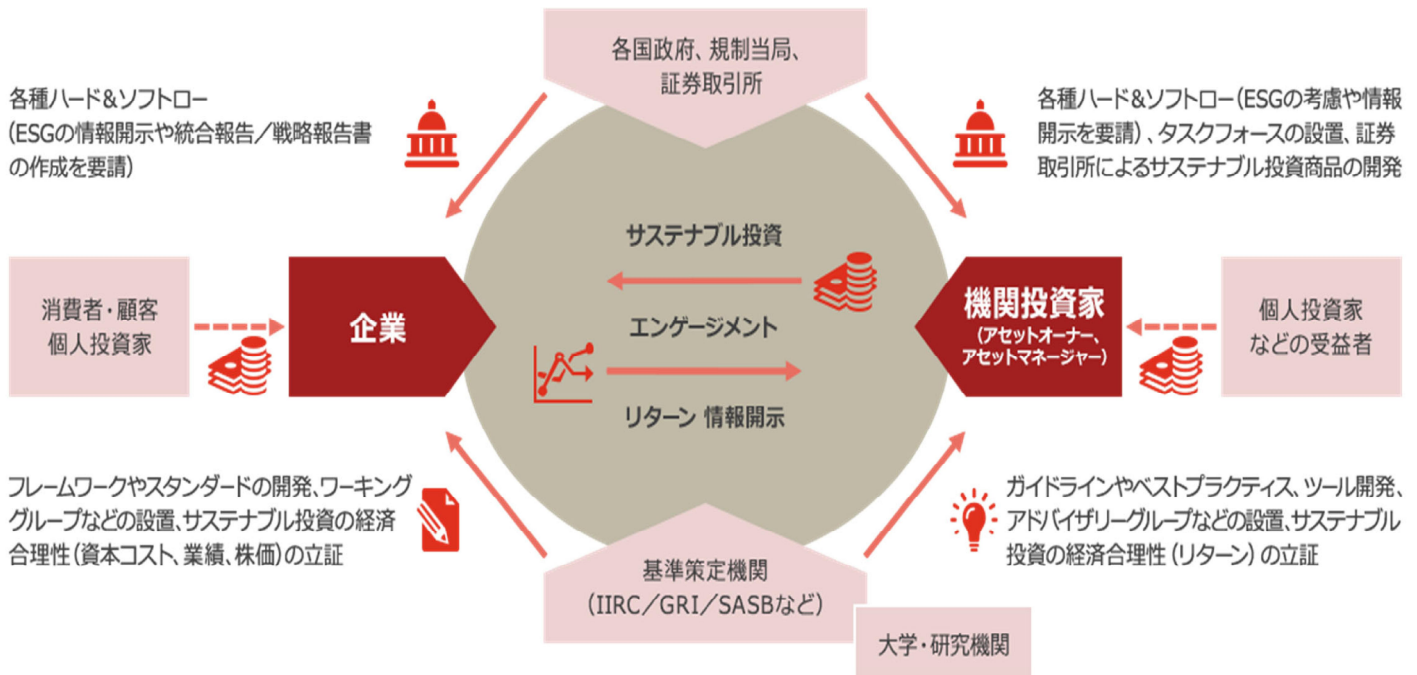 各国政府、規制当局、
証券取引所
各種ハード&ソフトロー
(ESGの情報開示や統合報告／戦略報告書
の作成を要請)
各種ハード&ソフトロー(ESGの考慮や情報
開示を要請)、タスクフォースの設置、証券
取引所によるサステナブル投資商品の開発
消費者・顧客
個人投資家
企業
サステナブル投資
エンゲージメント
リターン 情報開示
機関投資家
(アセットオーナー、
アセットマネージャー)
個人投資家
などの受益者
フレームワークやスタンダードの開発、ワーキング
グループなどの設置、サステナブル投資の経済
合理性(資本コスト、業績、株価)の立証
ガイドラインやベストプラクティス、ツール開発、
アドバイザリーグループなどの設置、サステナブル
投資の経済合理性(リターン)の立証
基準策定機関
(IIRC／GRI／SASBなど)
大学・研究機関